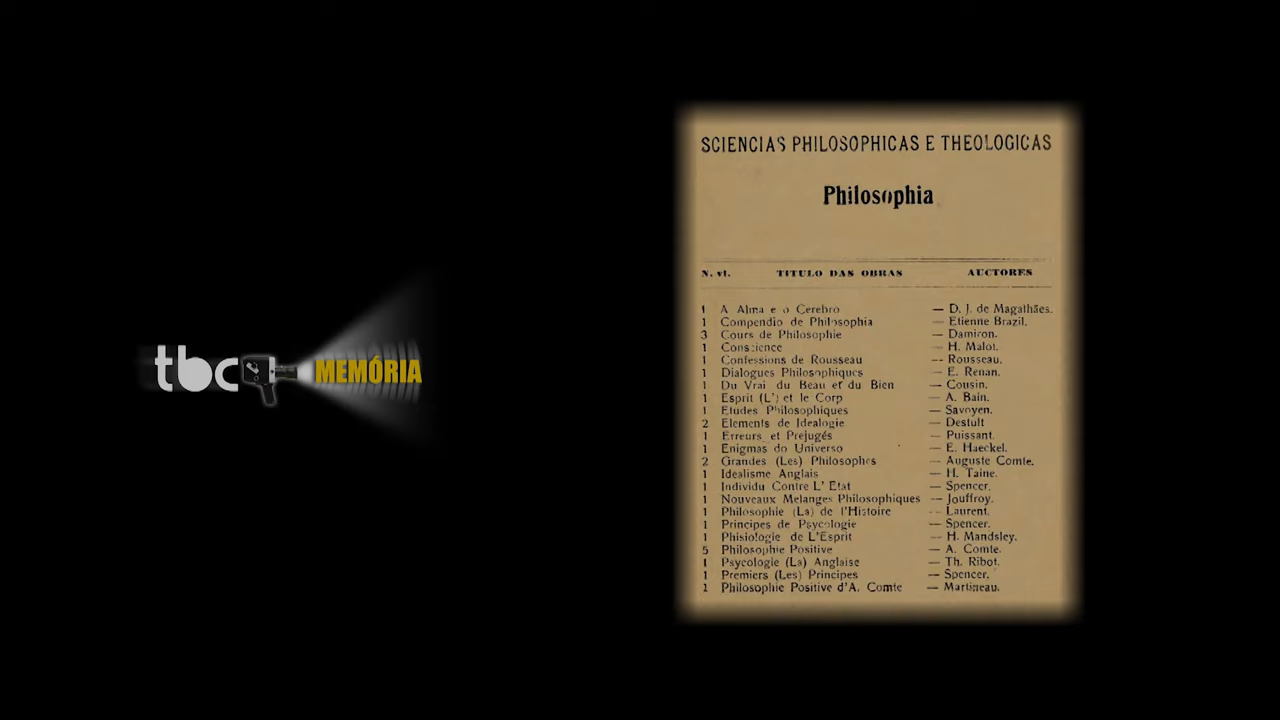 tbc MEMÓRIA
SCIENCIAS PHILOSOPHICAS E THEOLOGICAS
Philosophia
N. vl. TITULO DAS OBRAS AUCTORES
1 A Alma e o Cerebro — D. J. de Magalhães.
1 Compendio de Philosophia — Etienne Brazil.
3 Cours de Philosophie — Damiron.
1 Conscience — H. Malot.
1 Confessions de Rousseau — Rousseau.
1 Dialogues Philosophiques — E. Renan.
1 Du Vrai du Beau et du Bien — Cousin.
1 Esprit (L') et le Corp — A. Bain.
1 Etudes Philosophiques — Savoyen.
2 Elements de Idealogie — Destult
1 Erreurs et Prejugés — Puissant.
1 Enigmas do Universo — E. Haeckel.
2 Grandes (Les) Philosophes — Auguste Comte.
1 Idealisme Anglais — H. Taine.
1 Individu Contre L' Etat — Spencer.
1 Nouveaux Melanges Philosophiques — Jouffroy.
1 Philosophie (La) de l'Histoire — Laurent.
1 Principes de Psycologie — Spencer.
1 Phisiologie de L'Esprit — H. Mandsley.
5 Philosophie Positive — A. Comte.
1 Psycologie (La) Anglaise — Th. Ribot.
1 Premiers (Les) Principes — Spencer.
1 Philosophie Positive d'A. Comte — Martineau.